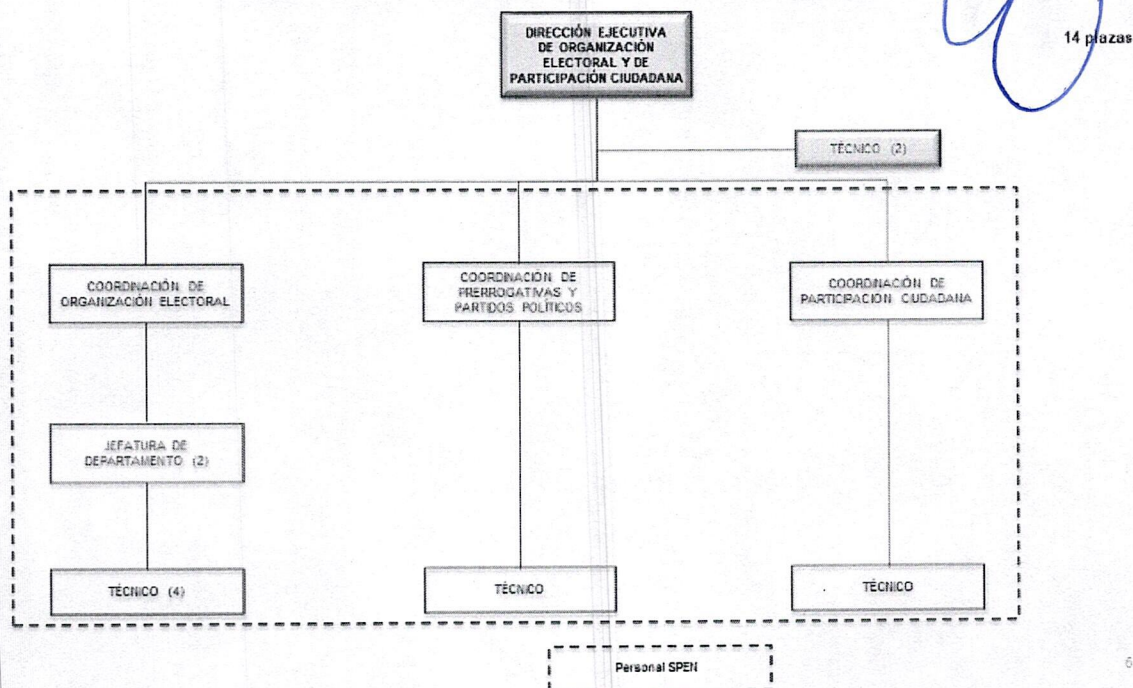 DIRECCIÓN EJECUTIVA
DE ORGANIZACIÓN
ELECTORAL Y DE
PARTICIPACIÓN CIUDADANA
14 plazas
TÉCNICO (2)
COORDINACIÓN DE
ORGANIZACIÓN ELECTORAL
COORDINACIÓN DE
PRERROGATIVAS Y
PARTIDOS POLÍTICOS
COORDINACIÓN DE
PARTICIPACIÓN CIUDADANA
JEFATURA DE
DEPARTAMENTO (2)
TÉCNICO (4)
TÉCNICO
TÉCNICO
Personal SPEN
6